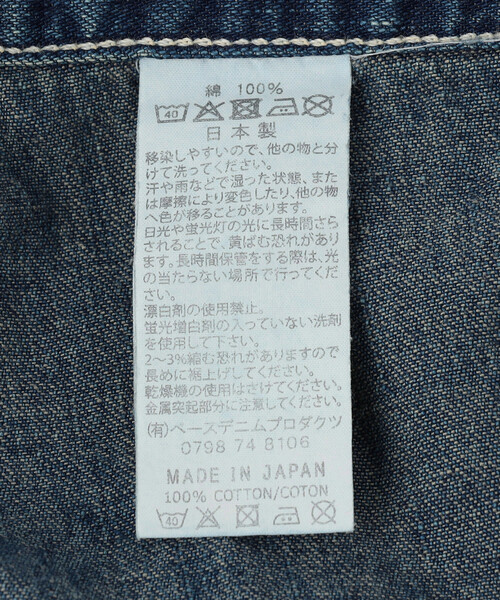 綿 100%
40
日本製
移染しやすいので、他の物と分
けて洗ってください。
汗や雨などで湿った状態、また
は摩擦により変色したり、他の物
へ色が移ることがあります。
日光や蛍光灯の光に長時間さら
されることで、黄ばむ恐れがあり
ます。長時間保管をする際は、光
の当たらない場所で行ってくだ
さい。
漂白剤の使用禁止。
蛍光増白剤の入っていない洗剤
を使用して下さい。
2〜3%縮む恐れがありますので
長めに裾上げしてください。
乾燥機の使用はさけてください。
金属突起部分に注意してください。
(有)ベースデニムプロダクツ
0798 74 8106
MADE IN JAPAN
100% COTTON/COTON
40